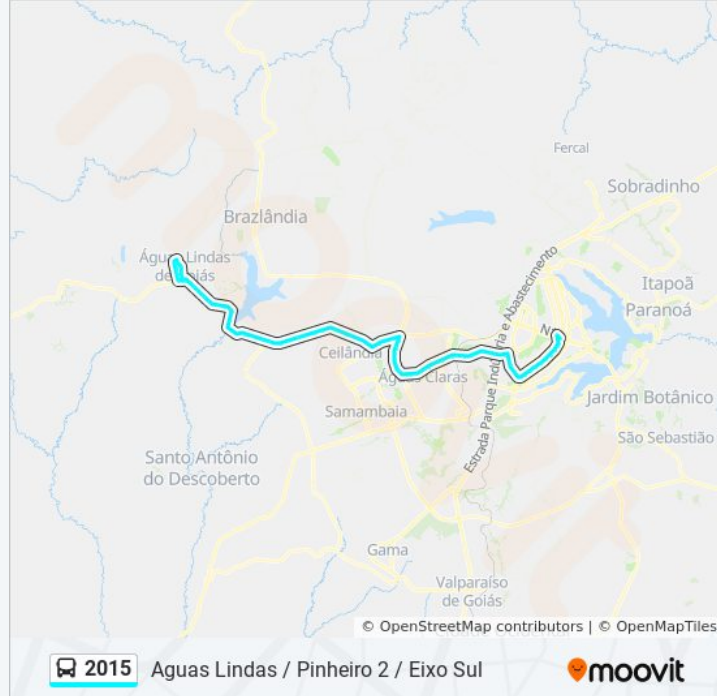 Fercal
Sobradinho
Brazlândia
Águas Lindas
de Goiás
Itapoã
Paranoá
Estrada Parque Indústria e Abastecimento
Ceilândia
Águas Claras
Jardim Botânico
Samambaia
São Sebastião
Santo Antônio
do Descoberto
Gama
Valparaíso
de Goiás
© OpenStreetMap contributors | © OpenMapTiles
2015 Aguas Lindas / Pinheiro 2 / Eixo Sul
moovit